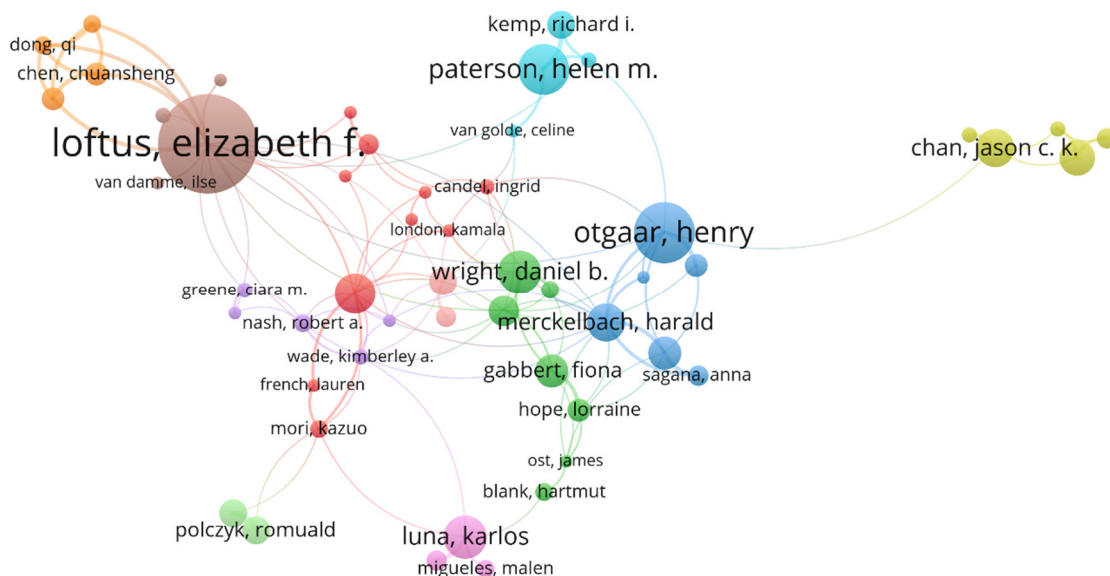 kemp, richard i.
dong, qi
chen, chuansheng
paterson, helen m.
van golde, celine
loftus, elizabeth f.
chan, jason c. k.
van damme, ilse
candel, ingrid
london, kamala
otgaar, henry
wright, daniel b.
greene, ciara m.
nash, robert a.
merckelbach, harald
wade, kimberley a.
gabbert, fiona
sagana, anna
french, lauren
hope, lorraine
mori, kazuo
ost, james
blank, hartmut
polczyk, romuald
luna, karlos
migueles, malen